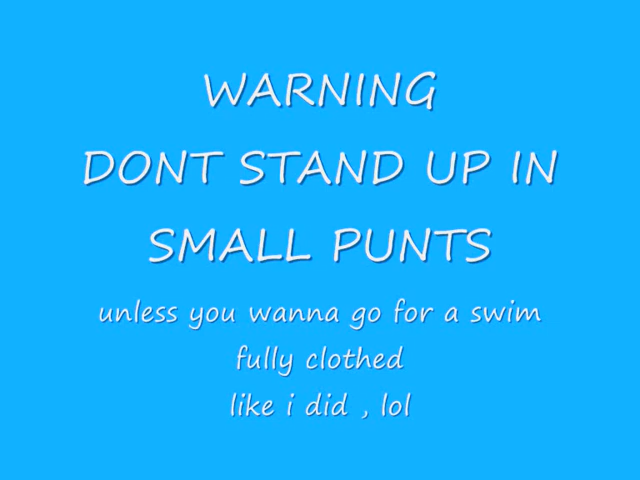 WARNING
DONT STAND UP IN
SMALL PUNTS
unless you wanna go for a swim
fully clothed
like i did , lol